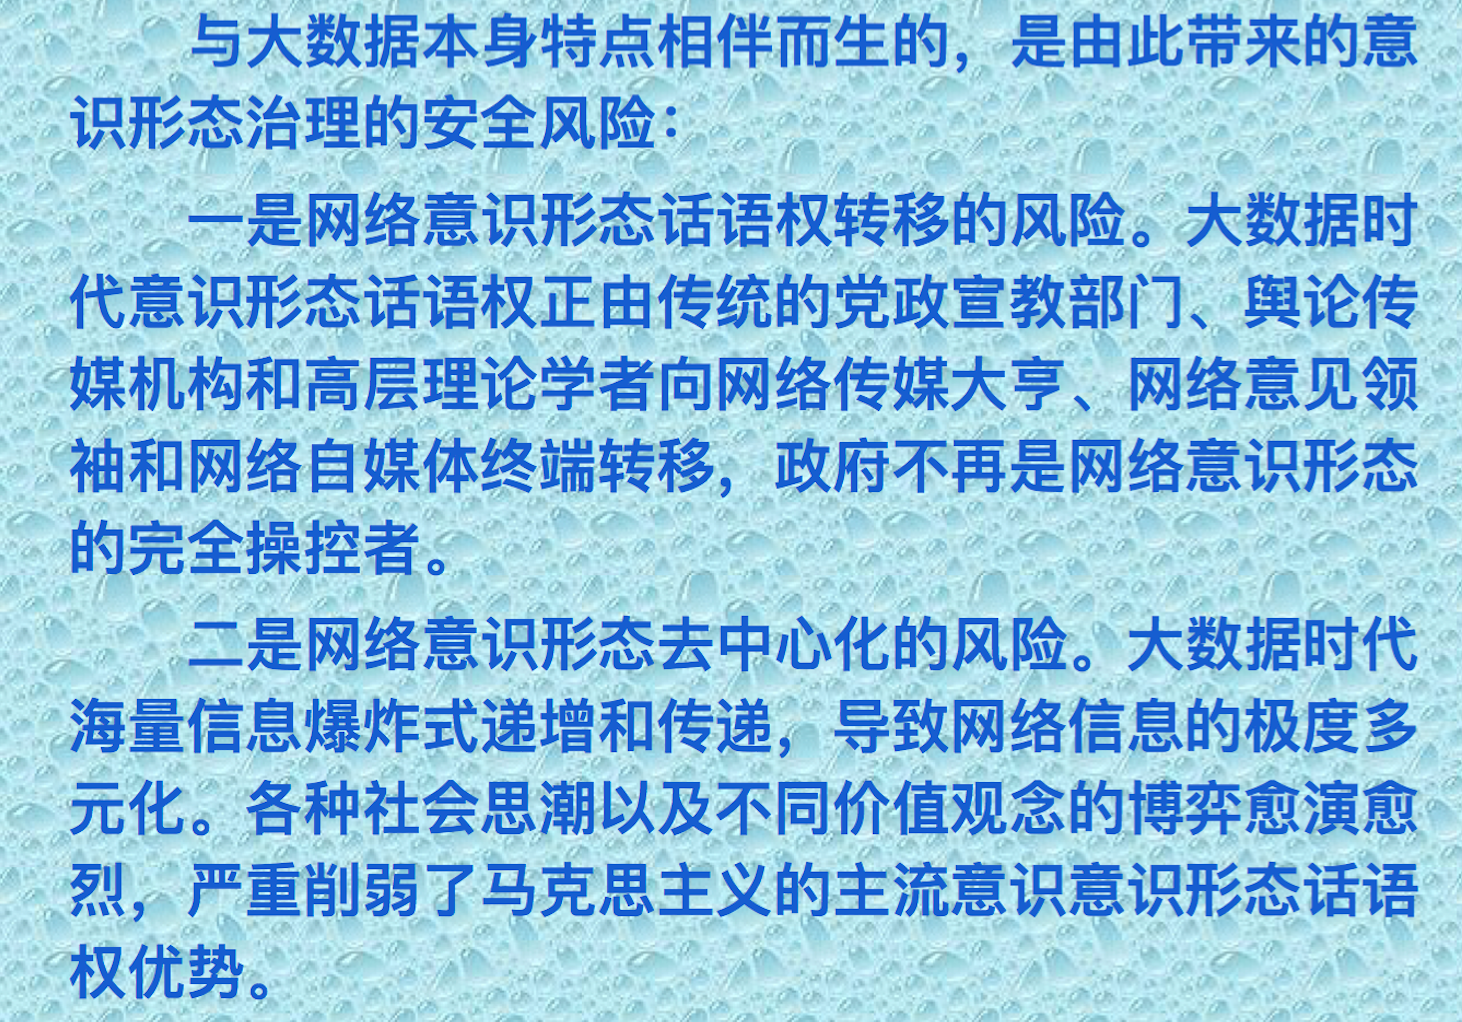 与大数据本身特点相伴而生的，是由此带来的意
识形态治理的安全风险：
一是网络意识形态话语权转移的风险。大数据时
代意识形态话语权正由传统的党政宣教部门、舆论传
媒机构和高层理论学者向网络传媒大亨、网络意见领
袖和网络自媒体终端转移，政府不再是网络意识形态
的完全操控者。
二是网络意识形态去中心化的风险。大数据时代
海量信息爆炸式递增和传递，导致网络信息的极度多
元化。各种社会思潮以及不同价值观念的博弈愈演愈
烈，严重削弱了马克思主义的主流意识意识形态话语
权优势。